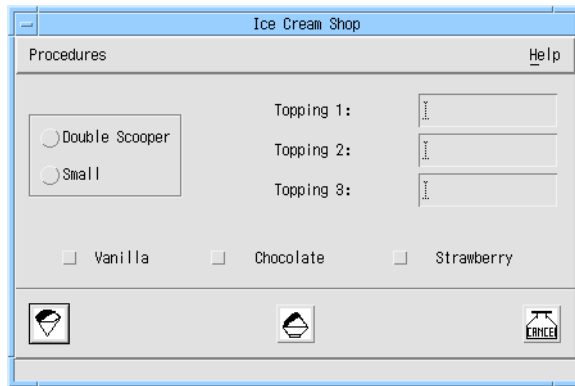 Ice Cream Shop
Procedures Help
Topping 1:
Double Scooper
Topping 2:
Small
Topping 3:
Vanilla Chocolate Strawberry
CANCEL